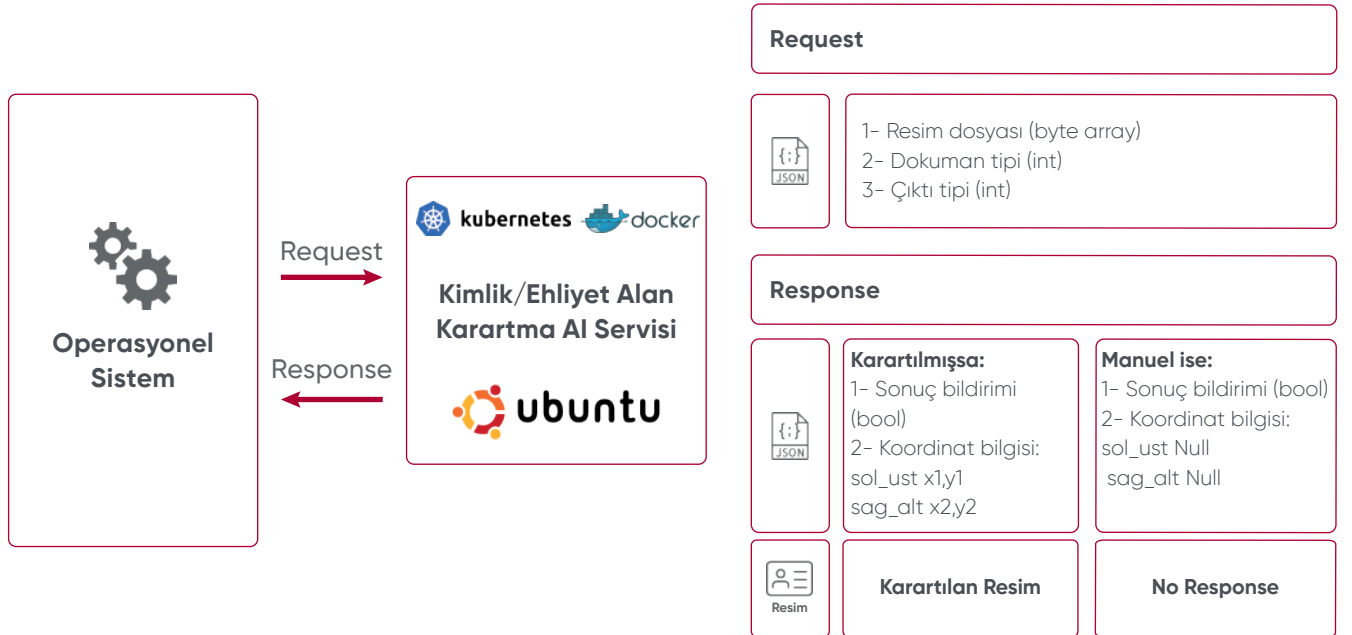 Operasyonel
Sistem
Request
Response
kubernetes
docker
Kimlik/Ehliyet Alan
Karartma AI Servisi
ubuntu
Request
{;}
JSON
1- Resim dosyası (byte array)
2- Dokuman tipi (int)
3- Çıktı tipi (int)
Response
{;}
JSON
Karartılmışsa:
1- Sonuç bildirimi
(bool)
2- Koordinat bilgisi:
sol_ust x1,y1
sag_alt x2,y2
Manuel ise:
1- Sonuç bildirimi (bool)
2- Koordinat bilgisi:
sol_ust Null
sag_alt Null
Resim
Karartılan Resim
No Response